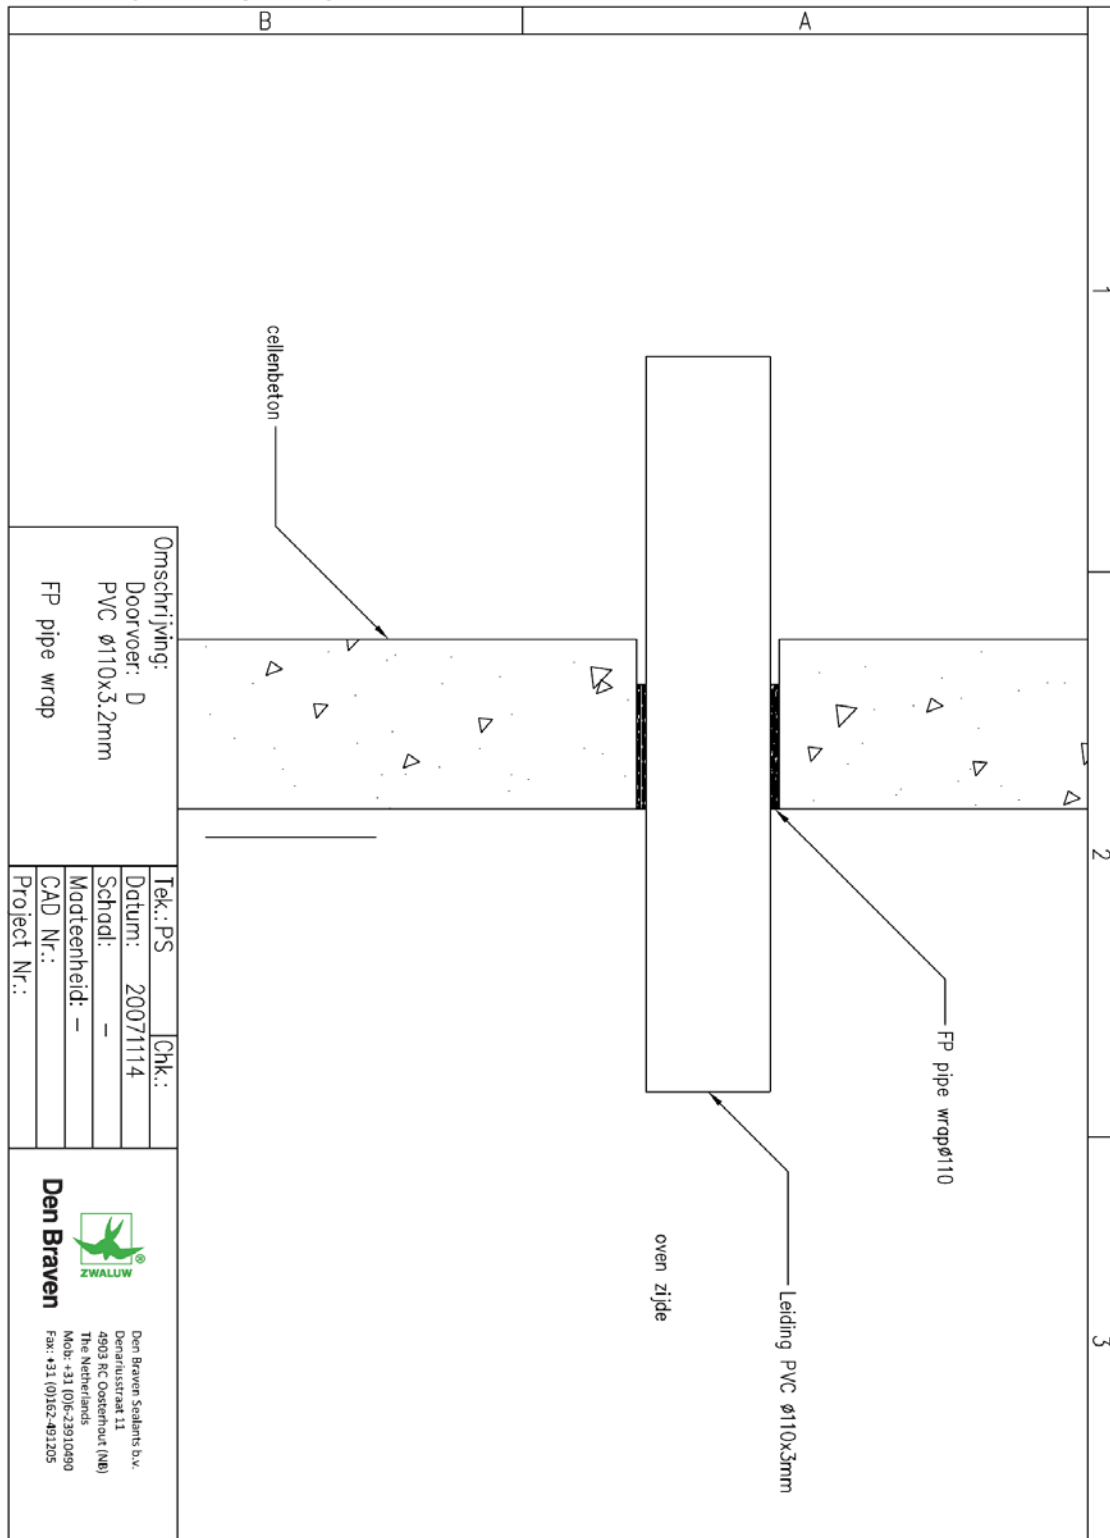 1
2
3
A
B
FP pipe wrapø110
Leiding PVC ø110x3mm
oven zijde
cellenbeton
Omschrijving:
Doorvoer: D
PVC ø110x3.2mm
FP pipe wrap
Tek.: PS
Chk.:
Datum: 20071114
Schaal: –
Maateenheid: –
CAD Nr.:
Project Nr.:
ZWALUW®
Den Braven
Den Braven Sealants b.v.
Denariusstraat 11
4903 RC Oosterhout (NB)
The Netherlands
Mob: +31 (0)6-23910490
Fax: +31 (0)162-491205